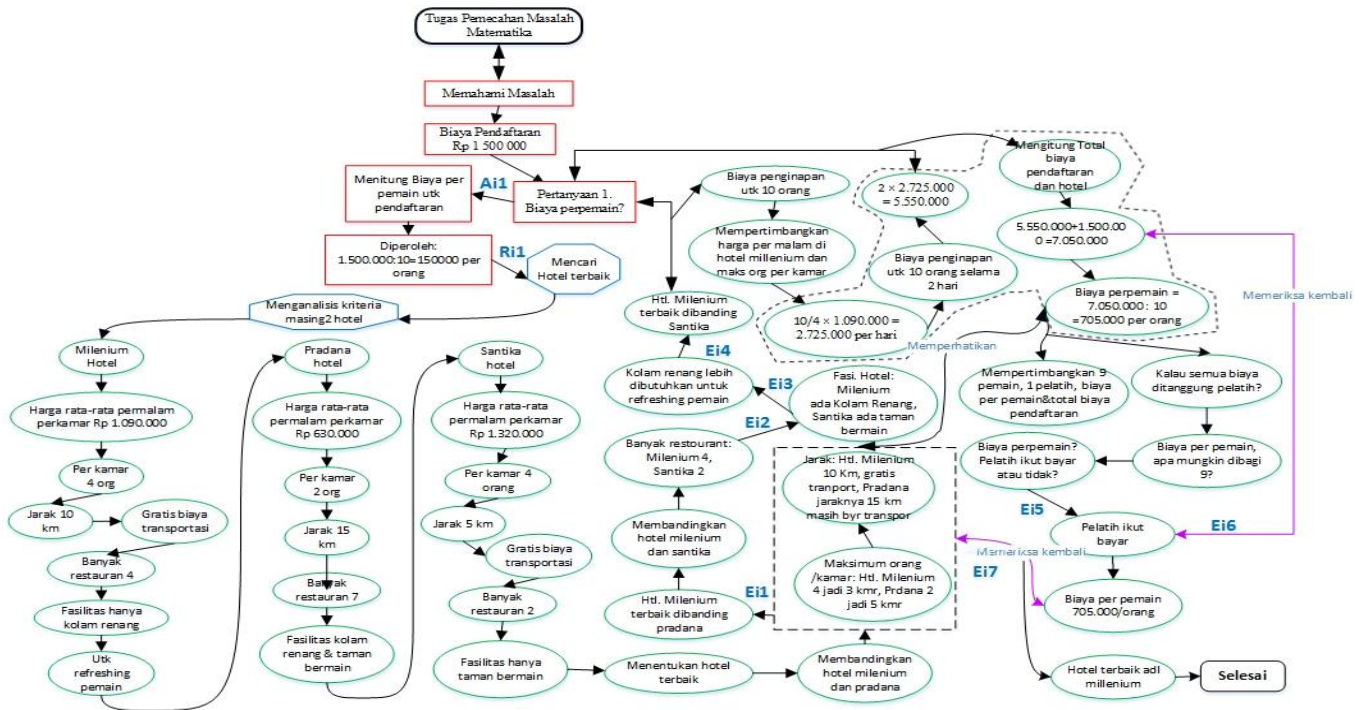 Tugas Pemecahan Masalah
Matematika
Memahami Masalah
Biaya Pendaftaran
Rp 1 500 000
Menitung Biaya per
pemain utk
pendaftaran
Ai1
Pertanyaan 1.
Biaya perpemain?
Diperoleh:
1.500.000:10=150000 per
orang
Ri1
Mencari
Hotel terbaik
Menganalisis kriteria
masing2 hotel
Milenium
Hotel
Harga rata-rata permalam
perkamar Rp 1.090.000
Per kamar
4 org
Jarak 10
km
Gratis biaya
transportasi
Banyak
restauran 4
Fasilitas hanya
kolam renang
Utk
refreshing
pemain
Pradana
hotel
Harga rata-rata
permalam perkamar
Rp 630.000
Per kamar
2 org
Jarak 15
km
Banyak
restauran 7
Fasilitas kolam
renang & taman
bermain
Santika
hotel
Harga rata-rata
permalam perkamar
Rp 1.320.000
Per kamar 4
orang
Jarak 5 km
Gratis biaya
transportasi
Banyak
restauran 2
Fasilitas hanya
taman bermain
Menentukan hotel
terbaik
Membandingkan
hotel milenium
dan pradana
Maksimum orang
/kamar: Htl. Milenium
4 jadi 3 kmr, Prdana 2
jadi 5 kmr
Jarak: Htl. Milenium
10 Km, gratis
tranport, Pradana
jaraknya 15 km
masih byr transpor
Ei1
Htl. Milenium
terbaik dibanding
pradana
Membandingkan
hotel milenium
dan santika
Banyak restourant:
Milenium 4,
Santika 2
Ei2
Fasi. Hotel:
Milenium
ada Kolam Renang,
Santika ada taman
bermain
Ei3
Kolam renang lebih
dibutuhkan untuk
refreshing pemain
Ei4
Htl. Milenium
terbaik dibanding
Santika
Biaya penginapan
utk 10 orang
Mempertimbangkan
harga per malam di
hotel millenium dan
maks org per kamar
10/4 × 1.090.000 =
2.725.000 per hari
Biaya penginapan
utk 10 orang selama
2 hari
2 × 2.725.000
= 5.550.000
Mengitung Total
biaya
pendaftaran
dan hotel
5.550.000+1.500.00
0 =7.050.000
Biaya perpemain =
7.050.000 : 10
=705.000 per orang
Memperhatikan
Memeriksa kembali
Mempertimbangkan 9
pemain, 1 pelatih, biaya
per pemain&total biaya
pendaftaran
Kalau semua biaya
ditanggung pelatih?
Biaya per pemain,
apa mungkin dibagi
9?
Biaya perpemain?
Pelatih ikut bayar
atau tidak?
Ei5
Pelatih ikut
bayar
Ei6
Memeriksa kembali
Ei7
Biaya per pemain
705.000/orang
Hotel terbaik adl
millenium
Selesai